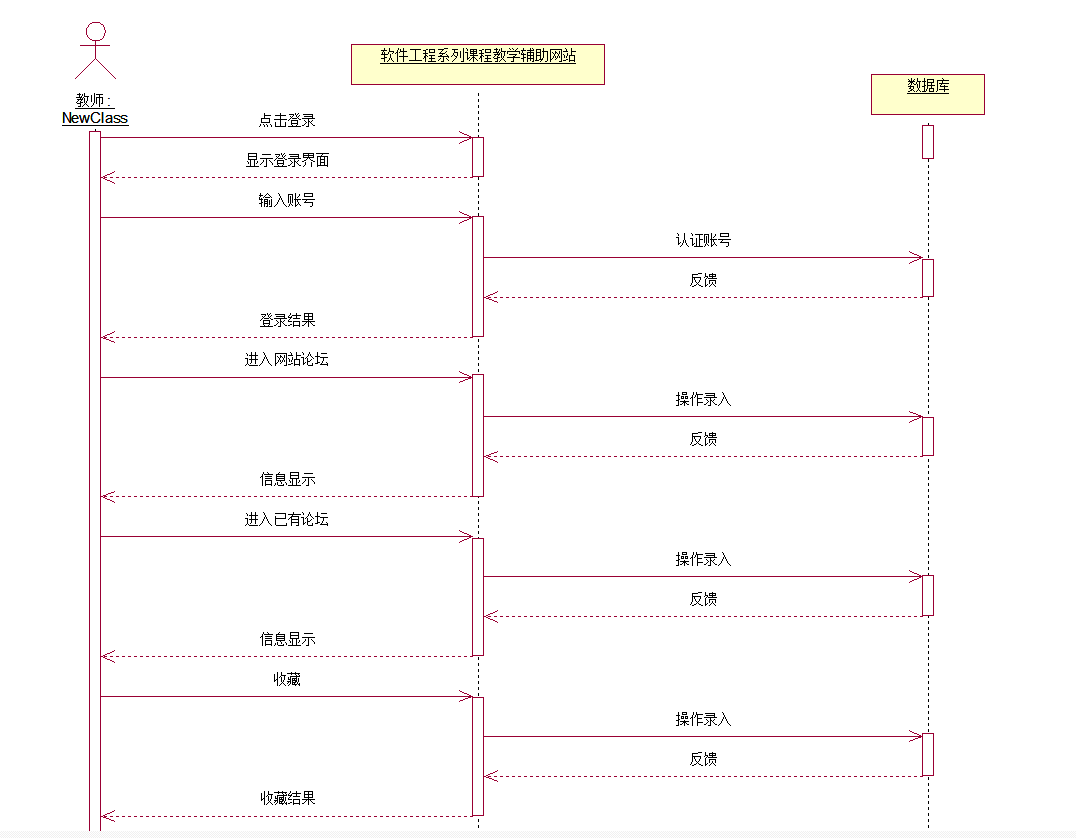 软件工程系列课程教学辅助网站
数据库
教师：
NewClass
点击登录
显示登录界面
输入账号
认证账号
反馈
登录结果
进入网站论坛
操作录入
反馈
信息显示
进入已有论坛
操作录入
反馈
信息显示
收藏
操作录入
反馈
收藏结果